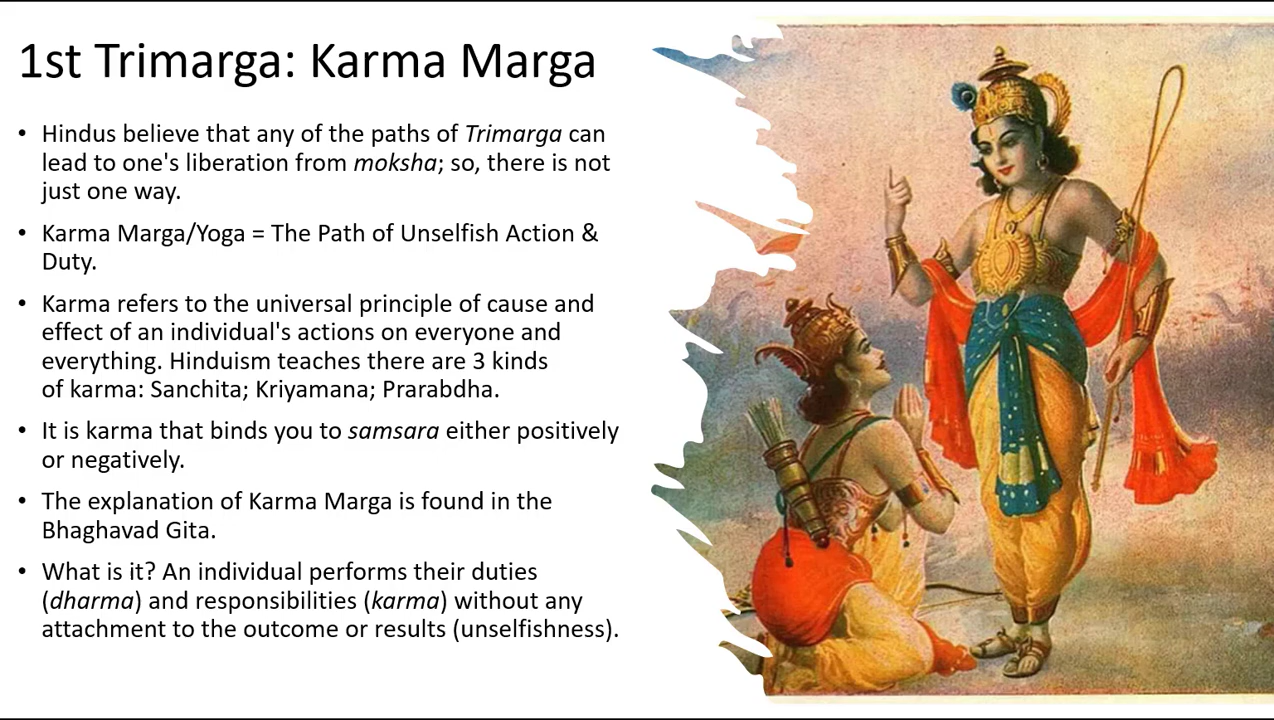 1st Trimarga: Karma Marga
• Hindus believe that any of the paths of Trimarga can
lead to one's liberation from moksha; so, there is not
just one way.
• Karma Marga/Yoga = The Path of Unselfish Action &
Duty.
• Karma refers to the universal principle of cause and
effect of an individual's actions on everyone and
everything. Hinduism teaches there are 3 kinds
of karma: Sanchita; Kriyamana; Prarabdha.
• It is karma that binds you to samsara either positively
or negatively.
• The explanation of Karma Marga is found in the
Bhaghavad Gita.
• What is it? An individual performs their duties
(dharma) and responsibilities (karma) without any
attachment to the outcome or results (unselfishness).